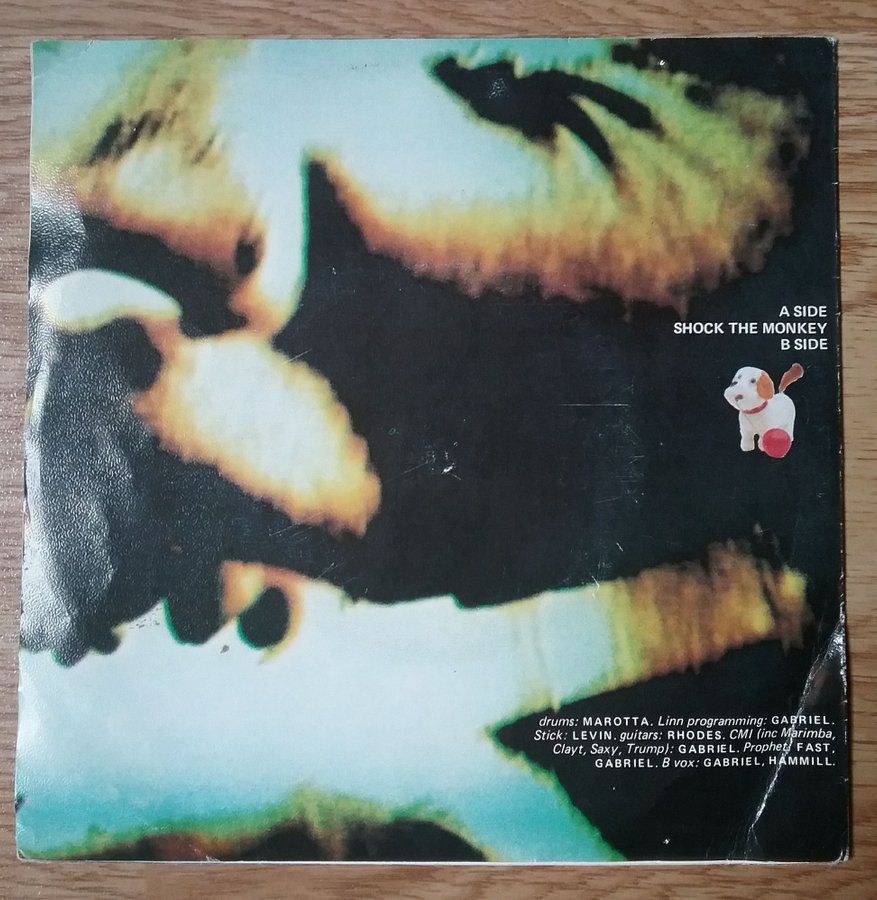 A SIDE
SHOCK THE MONKEY
B SIDE
drums: MAROTTA. Linn programming: GABRIEL.
Stick: LEVIN. guitars: RHODES. CMI (inc Marimba,
Clayt, Saxy, Trump): GABRIEL. Prophet: FAST,
GABRIEL. B vox: GABRIEL, HAMMILL.